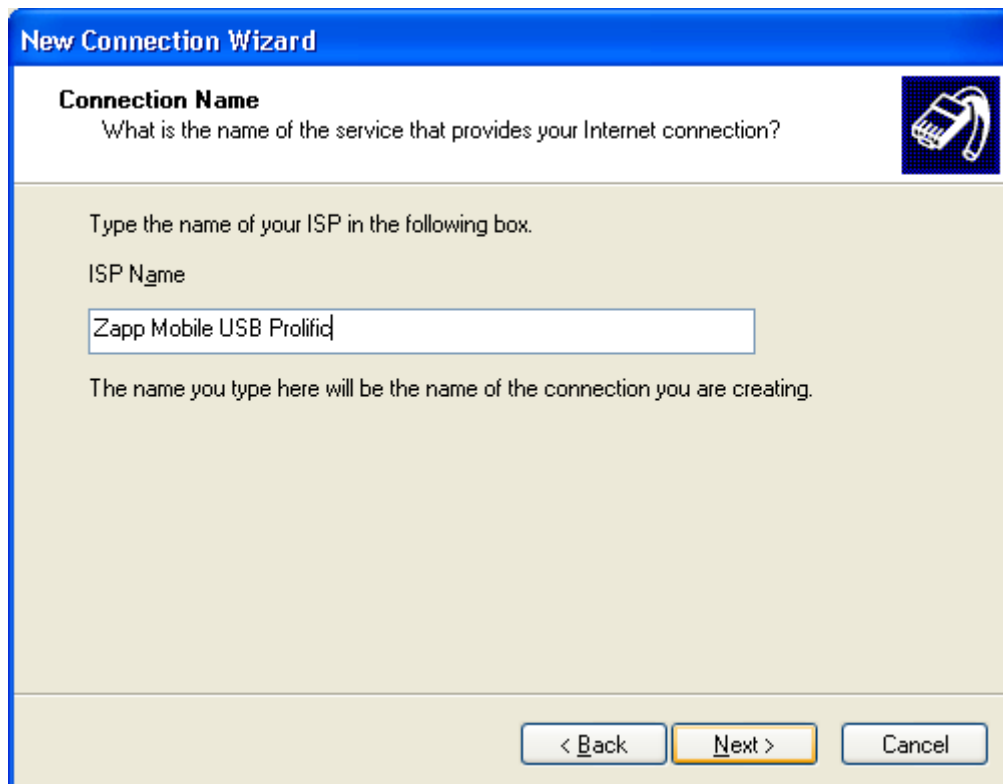 New Connection Wizard
Connection Name
What is the name of the service that provides your Internet connection?
Type the name of your ISP in the following box.
ISP Name
Zapp Mobile USB Prolific
The name you type here will be the name of the connection you are creating.
< Back Next > Cancel